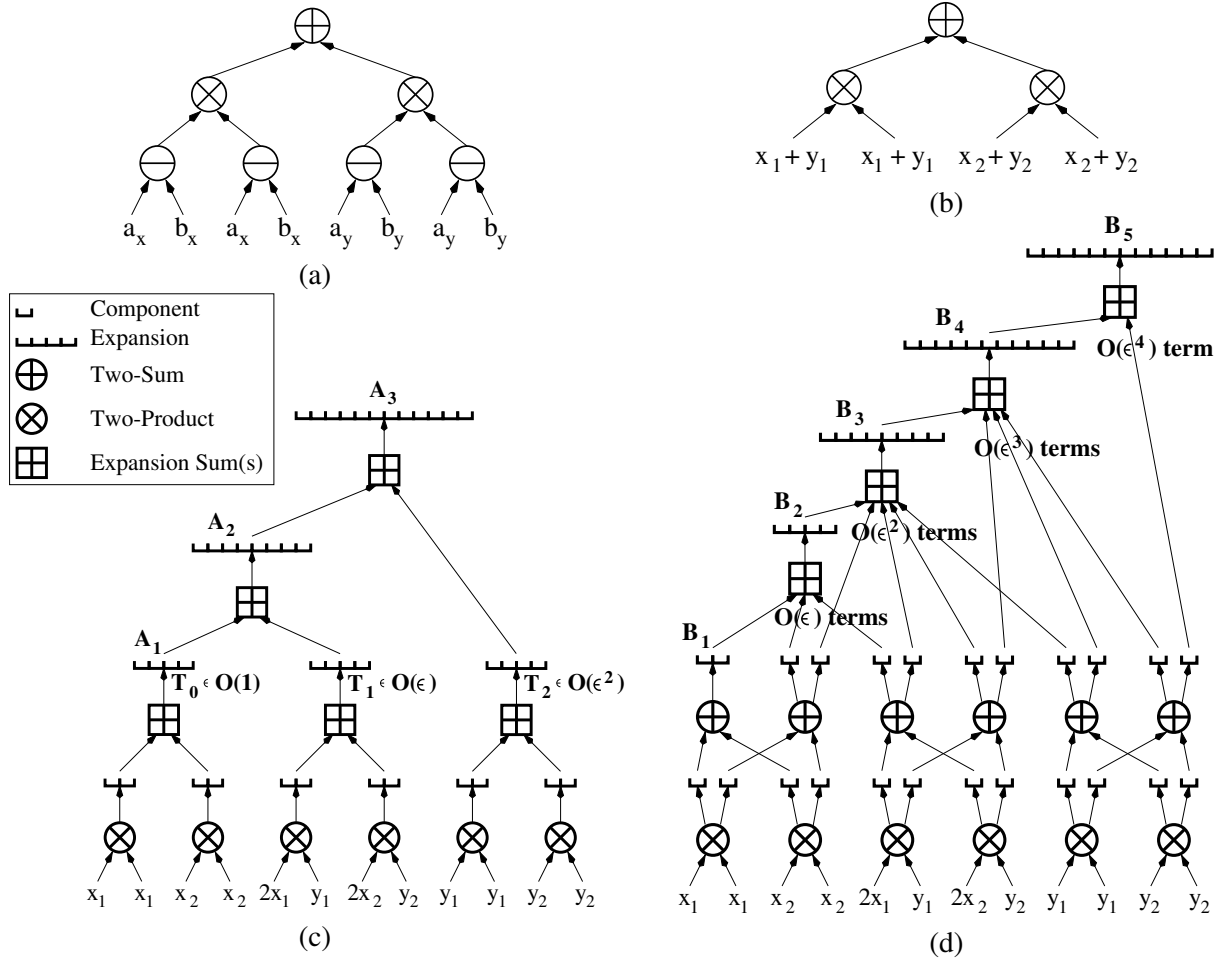 a_x b_x a_x b_x a_y b_y a_y b_y
(a)
x_1 + y_1 x_1 + y_1 x_2 + y_2 x_2 + y_2
(b)
Component
Expansion
Two-Sum
Two-Product
Expansion Sum(s)
A_3
A_2
A_1
T_0 ∈ O(1) T_1 ∈ O(ε) T_2 ∈ O(ε^2)
x_1 x_1 x_2 x_2 2x_1 y_1 2x_2 y_2 y_1 y_1 y_2 y_2
(c)
B_5
O(ε^4) term
B_4
O(ε^3) terms
B_3
O(ε^2) terms
B_2
O(ε) terms
B_1
x_1 x_1 x_2 x_2 2x_1 y_1 2x_2 y_2 y_1 y_1 y_2 y_2
(d)